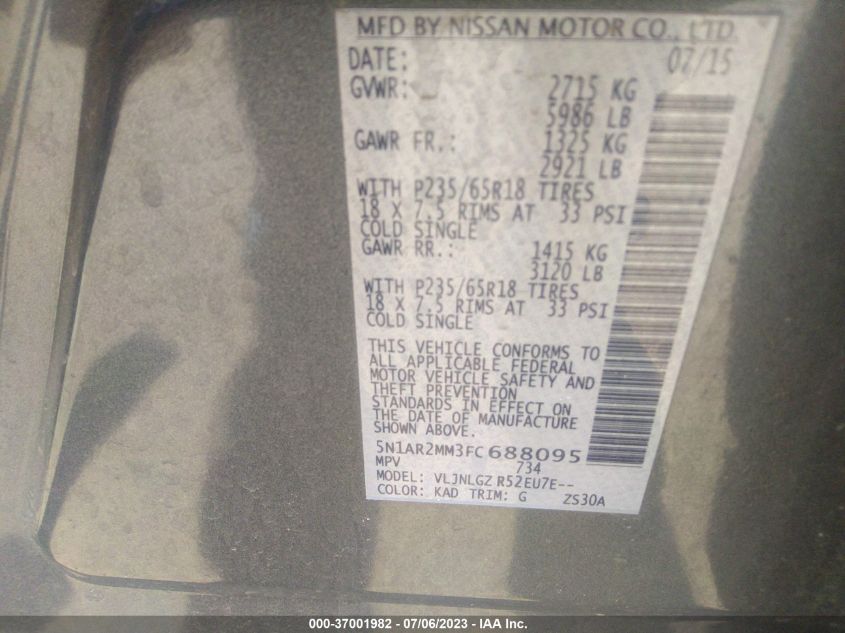 MFD BY NISSAN MOTOR CO., LTD.
DATE: 07/15
GVWR: 2715 KG
5986 LB
GAWR FR.: 1325 KG
2921 LB
WITH P235/65R18 TIRES
18 X 7.5 RIMS AT 33 PSI
COLD SINGLE
GAWR RR.: 1415 KG
3120 LB
WITH P235/65R18 TIRES
18 X 7.5 RIMS AT 33 PSI
COLD SINGLE
THIS VEHICLE CONFORMS TO
ALL APPLICABLE FEDERAL
MOTOR VEHICLE SAFETY AND
THEFT PREVENTION
STANDARDS IN EFFECT ON
THE DATE OF MANUFACTURE
SHOWN ABOVE.
5N1AR2MM3FC688095
MPV 734
MODEL: VLJNLGZ R52EU7E--
COLOR: KAD TRIM: G ZS30A
000-37001982 - 07/06/2023 - IAA Inc.